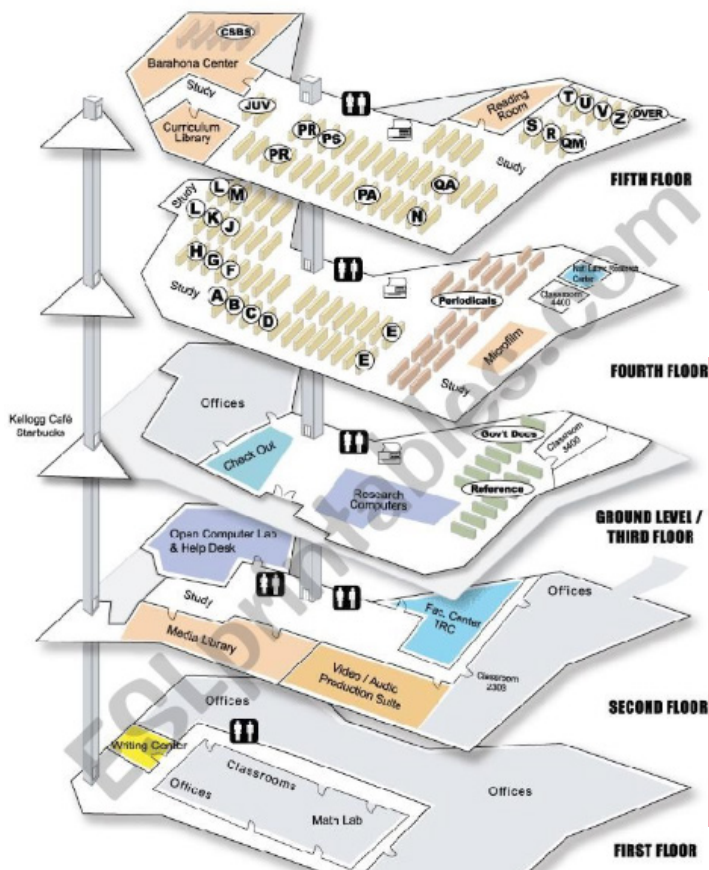 CSBS
Barahona Center
Study
JUV
Curriculum
Library
PR
PS
PR
PA
QA
N
Reading
Room
T U V Z OVER
S R QM
Study
FIFTH FLOOR
Study
L M
L K J
H G F
Study
A B C D
E
E
Periodicals
Classroom
4400
Microfilm
Study
FOURTH FLOOR
Kellogg Café
Starbucks
Offices
Check Out
Research
Computers
Gov't Docs
Reference
Classroom
3400
GROUND LEVEL /
THIRD FLOOR
Open Computer Lab
& Help Desk
Study
Media Library
Video / Audio
Production Suite
Fac. Center
TRC
Offices
Classroom
2303
SECOND FLOOR
Offices
Writing Center
Classrooms
Offices
Math Lab
Offices
FIRST FLOOR
ESLprintables.com